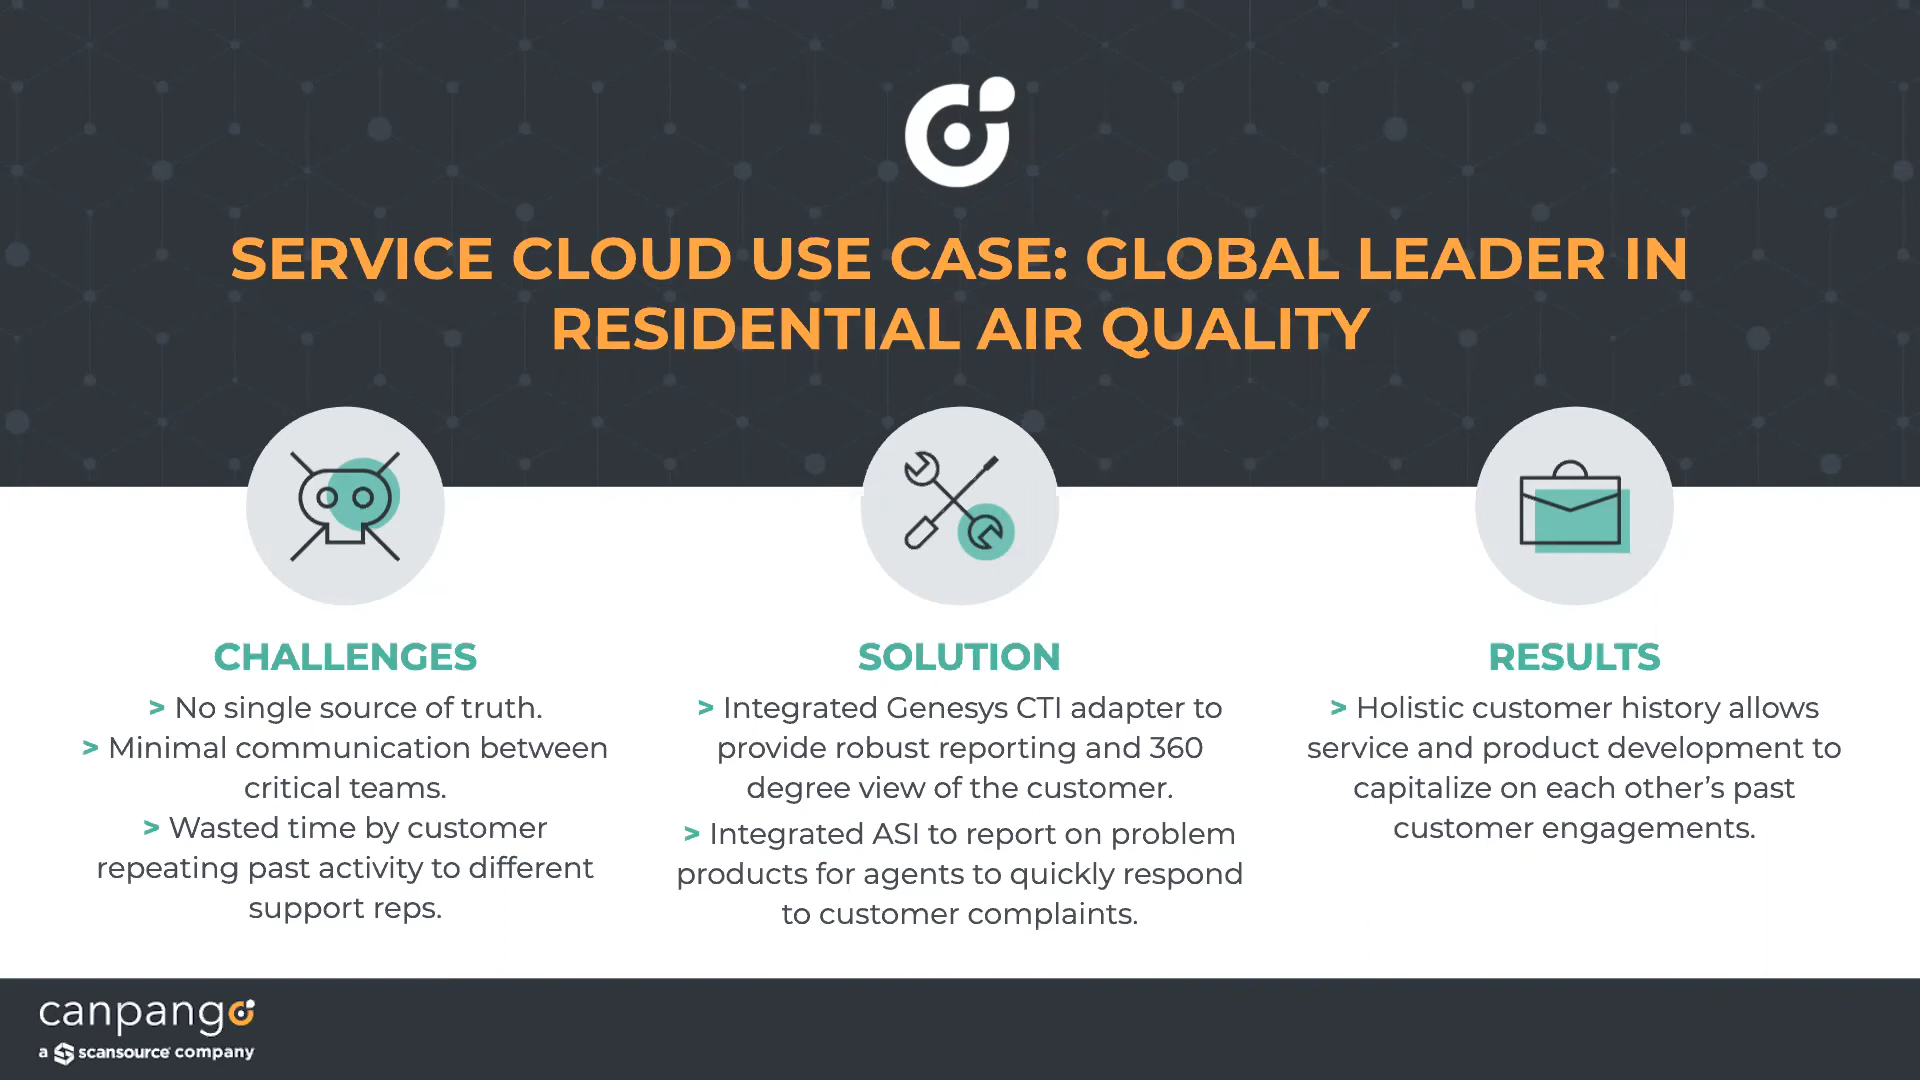 SERVICE CLOUD USE CASE: GLOBAL LEADER IN
RESIDENTIAL AIR QUALITY
CHALLENGES
> No single source of truth.
> Minimal communication between
critical teams.
> Wasted time by customer
repeating past activity to different
support reps.
SOLUTION
> Integrated Genesys CTI adapter to
provide robust reporting and 360
degree view of the customer.
> Integrated ASI to report on problem
products for agents to quickly respond
to customer complaints.
RESULTS
> Holistic customer history allows
service and product development to
capitalize on each other’s past
customer engagements.
canpango
a scansource company